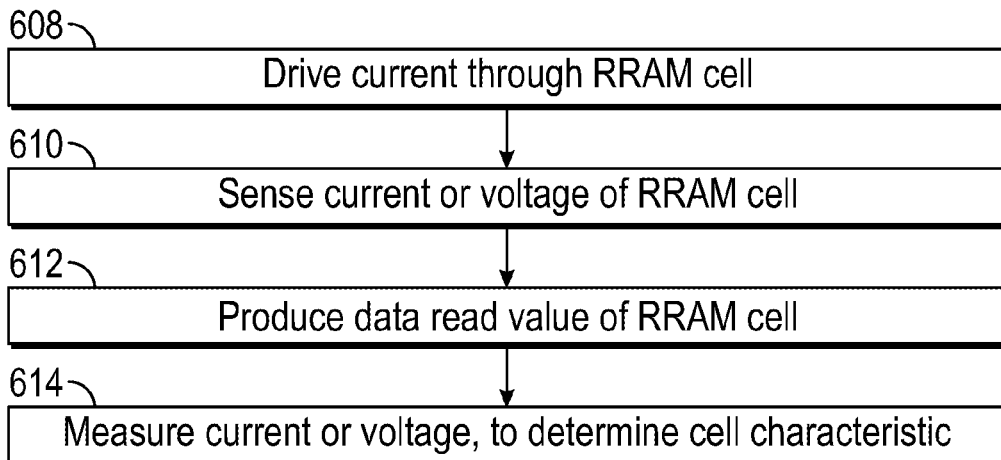 608
Drive current through RRAM cell
610
Sense current or voltage of RRAM cell
612
Produce data read value of RRAM cell
614
Measure current or voltage, to determine cell characteristic